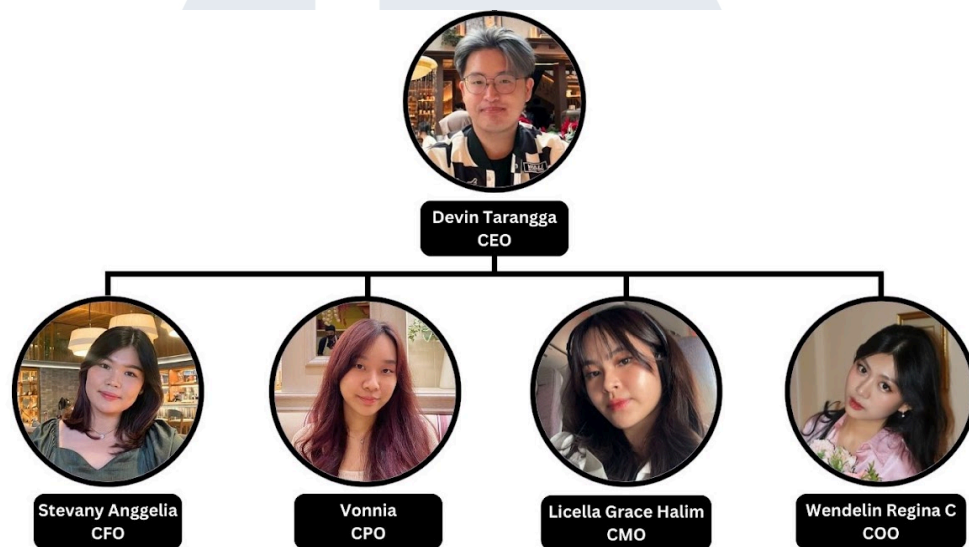 Devin Tarangga
CEO
Stevany Anggelia
CFO
Vonnia
CPO
Licella Grace Halim
CMO
Wendelin Regina C
COO